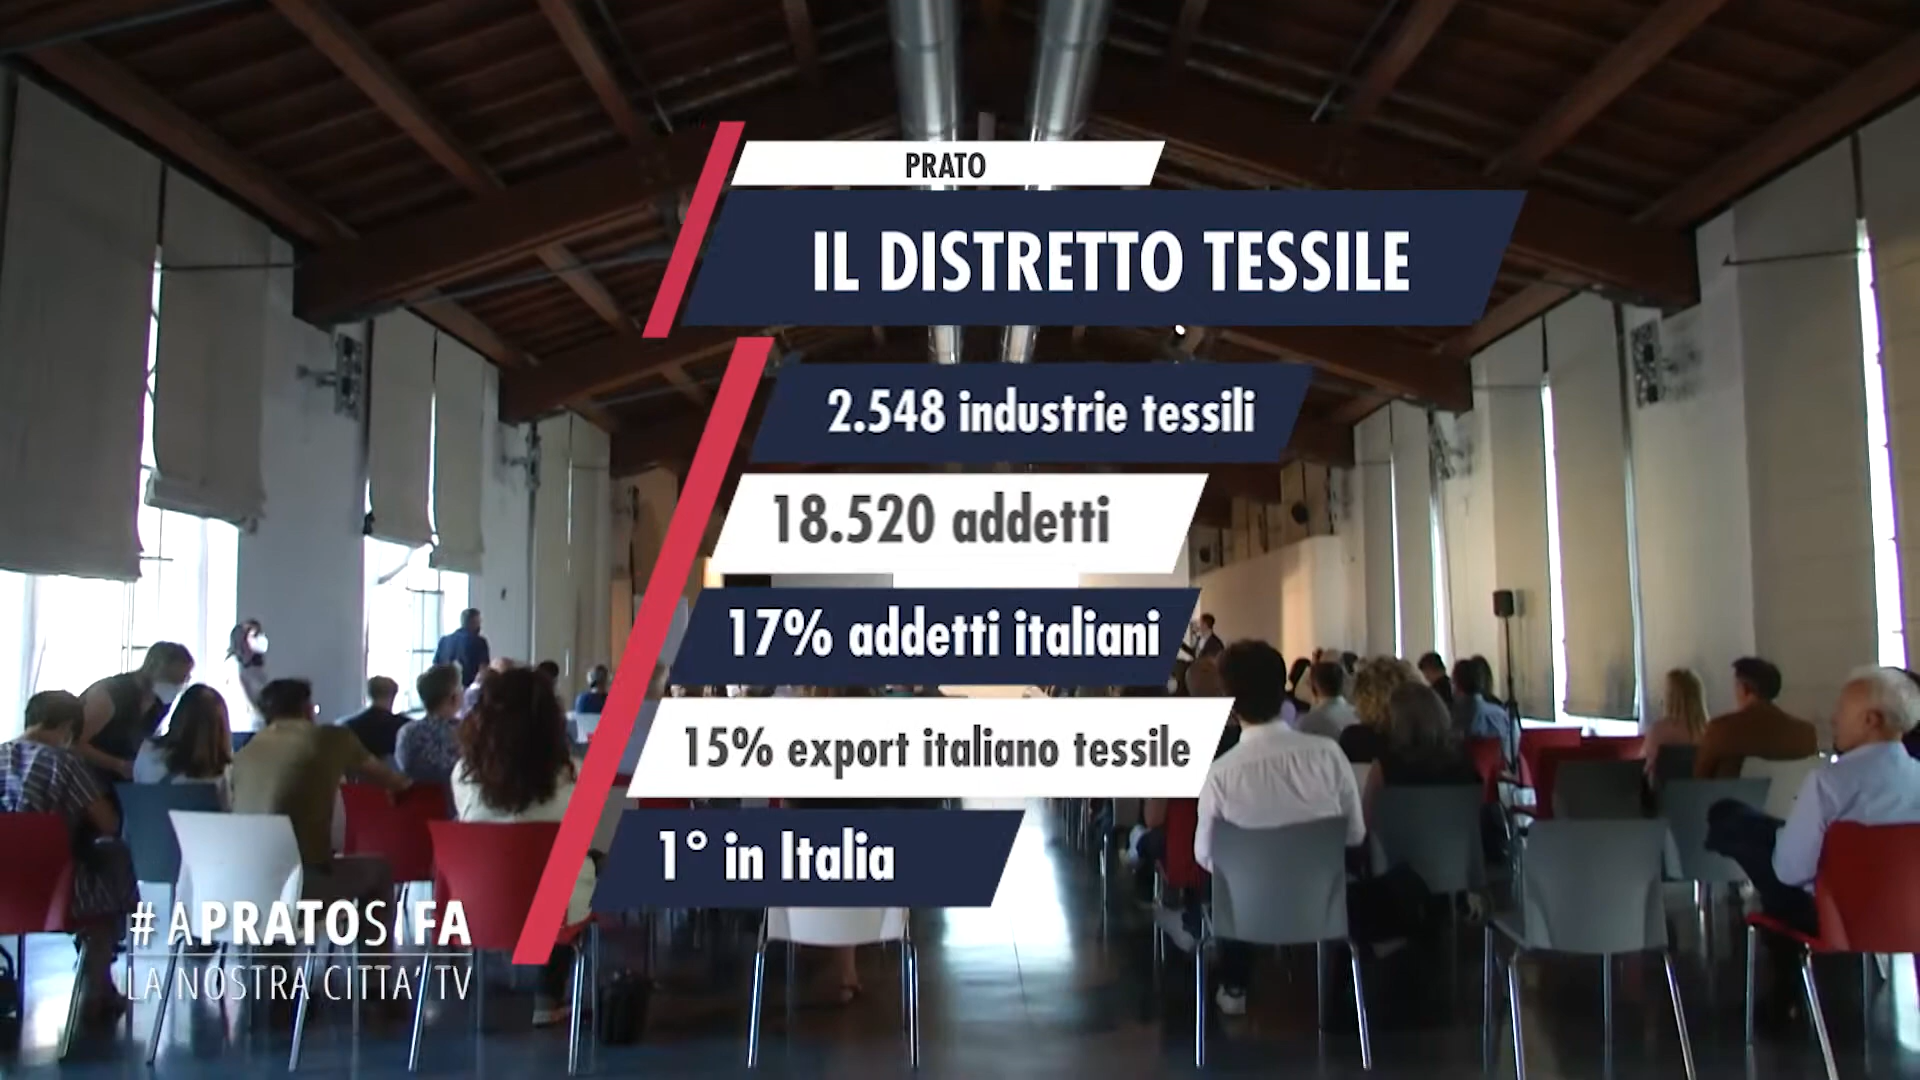 PRATO
IL DISTRETTO TESSILE
2.548 industrie tessili
18.520 addetti
17% addetti italiani
15% export italiano tessile
1° in Italia
#APRATOSIFA
LA NOSTRA CITTA' TV